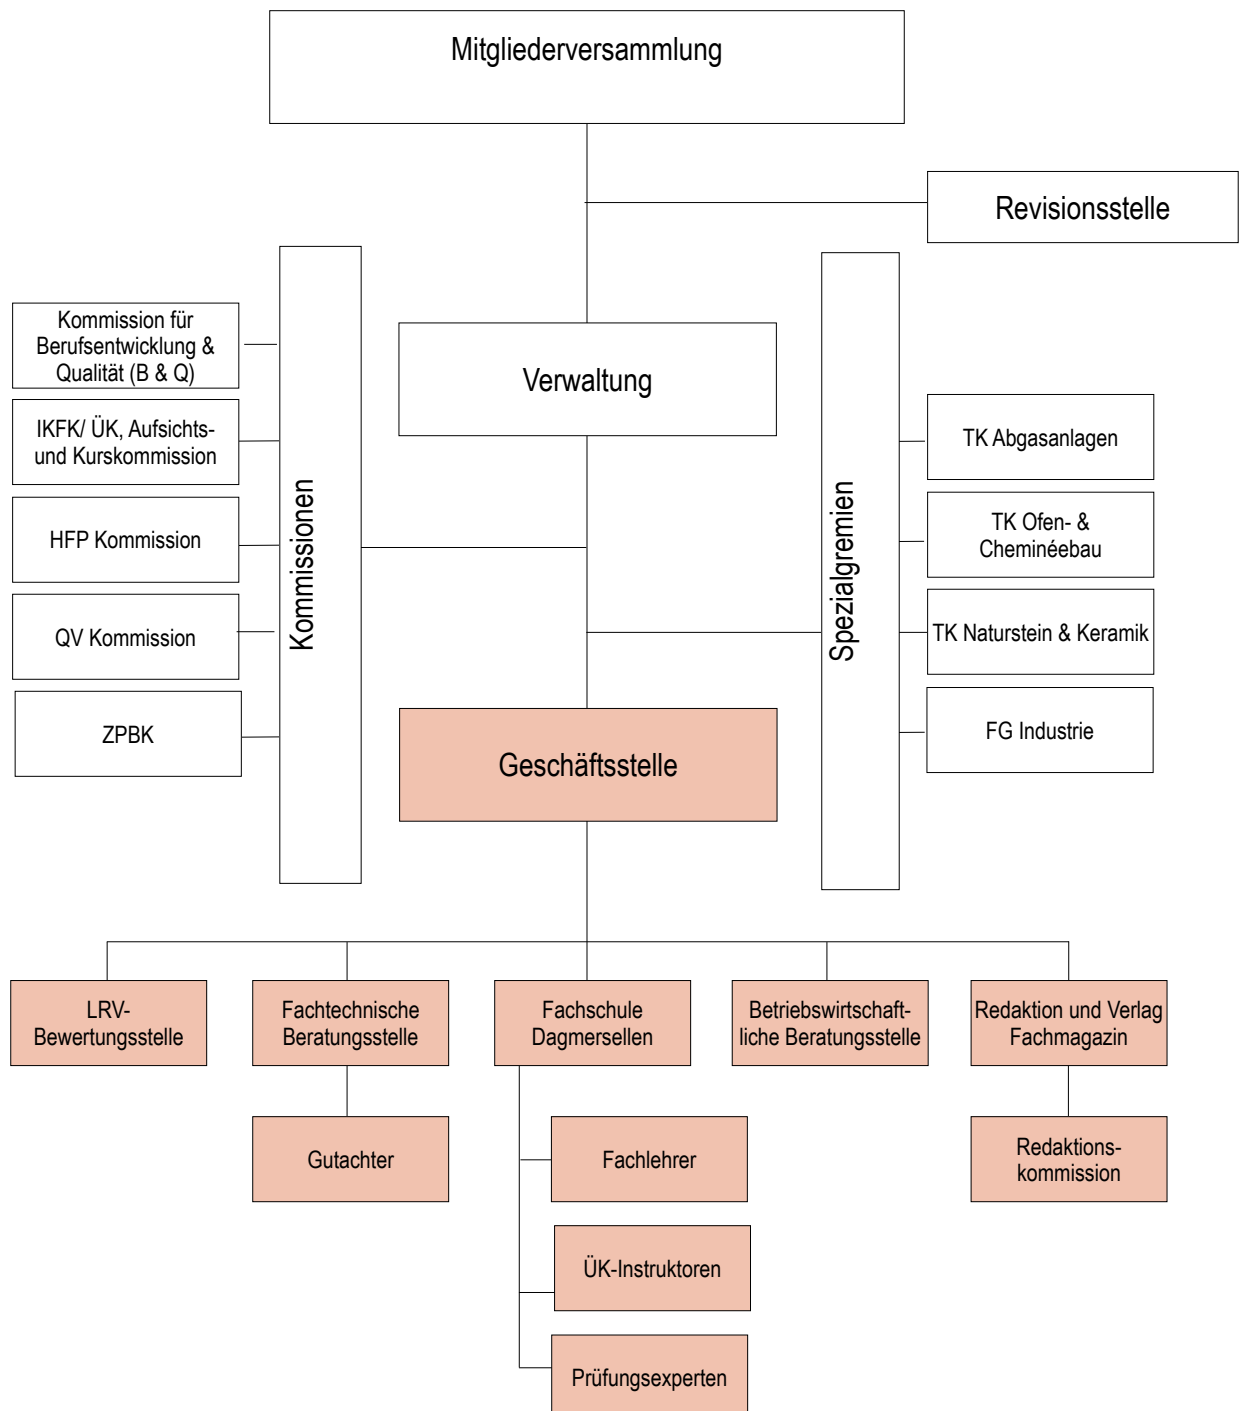 Mitgliederversammlung
Revisionsstelle
Kommissionen
Spezialgremien
Kommission für
Berufsentwicklung &
Qualität (B & Q)
IKFK/ ÜK, Aufsichts-
und Kurskommission
HFP Kommission
QV Kommission
ZPBK
Verwaltung
TK Abgasanlagen
TK Ofen- &
Cheminéebau
TK Naturstein & Keramik
FG Industrie
Geschäftsstelle
LRV-
Bewertungsstelle
Fachtechnische
Beratungsstelle
Fachschule
Dagmersellen
Betriebswirtschaft-
liche Beratungsstelle
Redaktion und Verlag
Fachmagazin
Gutachter
Fachlehrer
Redaktions-
kommission
ÜK-Instruktoren
Prüfungsexperten